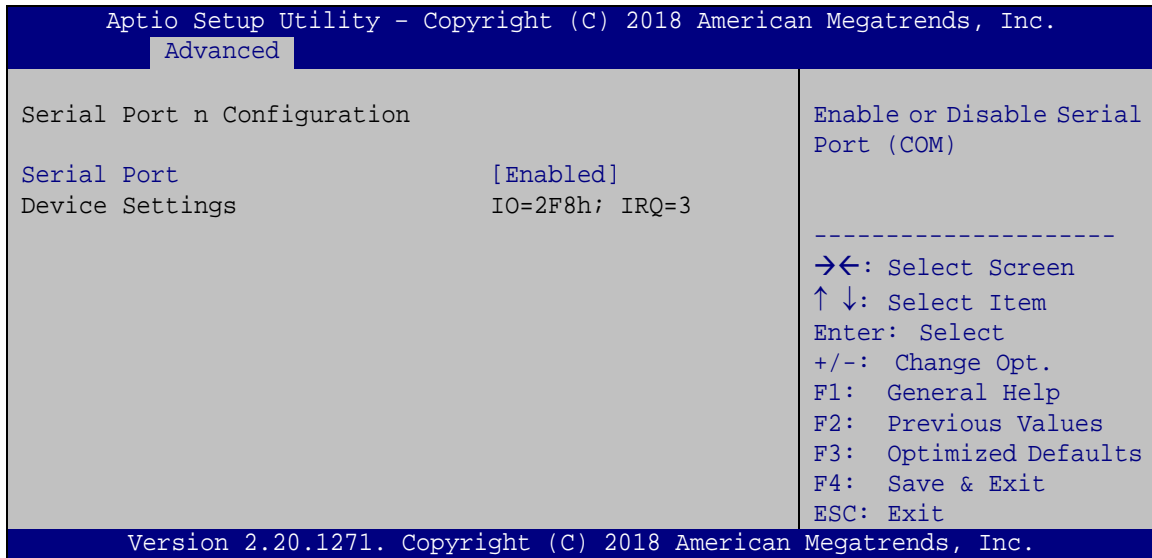 Aptio Setup Utility – Copyright (C) 2018 American Megatrends, Inc.
Advanced
Serial Port n Configuration
Serial Port [Enabled]
Device Settings IO=2F8h; IRQ=3
Enable or Disable Serial
Port (COM)
---------------------
→←: Select Screen
↑ ↓: Select Item
Enter: Select
+/-: Change Opt.
F1: General Help
F2: Previous Values
F3: Optimized Defaults
F4: Save & Exit
ESC: Exit
Version 2.20.1271. Copyright (C) 2018 American Megatrends, Inc.